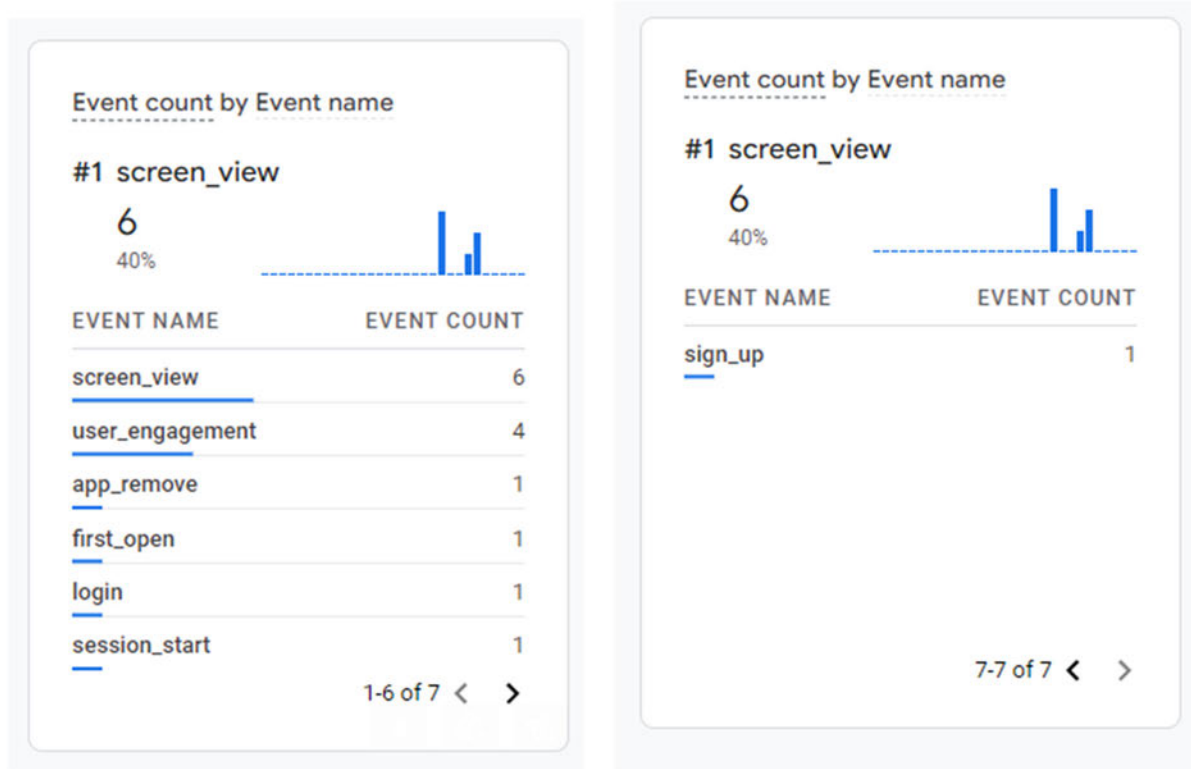 Event count by Event name
#1 screen_view
6
40%
EVENT NAME EVENT COUNT
screen_view 6
user_engagement 4
app_remove 1
first_open 1
login 1
session_start 1
1-6 of 7
Event count by Event name
#1 screen_view
6
40%
EVENT NAME EVENT COUNT
sign_up 1
7-7 of 7